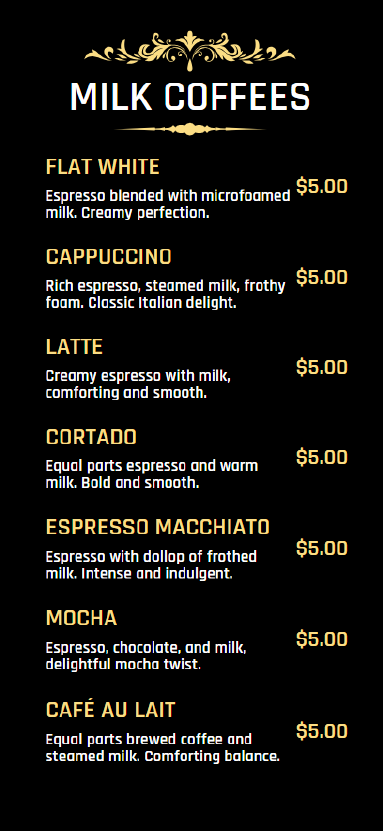 MILK COFFEES
FLAT WHITE
Espresso blended with microfoamed $5.00
milk. Creamy perfection.
CAPPUCCINO
Rich espresso, steamed milk, frothy $5.00
foam. Classic Italian delight.
LATTE
Creamy espresso with milk, $5.00
comforting and smooth.
CORTADO
Equal parts espresso and warm $5.00
milk. Bold and smooth.
ESPRESSO MACCHIATO
Espresso with dollop of frothed $5.00
milk. Intense and indulgent.
MOCHA
Espresso, chocolate, and milk, $5.00
delightful mocha twist.
CAFÉ AU LAIT
Equal parts brewed coffee and $5.00
steamed milk. Comforting balance.